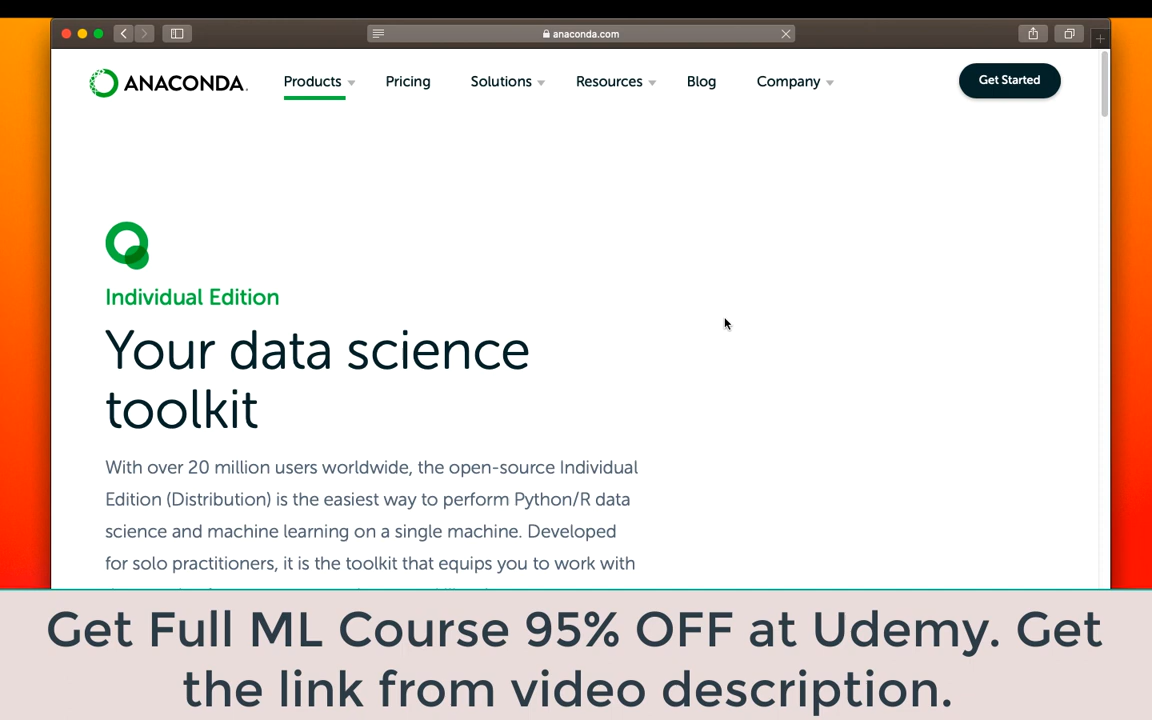 anaconda.com
ANACONDA.
Products
Pricing
Solutions
Resources
Blog
Company
Get Started
Individual Edition
Your data science
toolkit
With over 20 million users worldwide, the open-source Individual
Edition (Distribution) is the easiest way to perform Python/R data
science and machine learning on a single machine. Developed
for solo practitioners, it is the toolkit that equips you to work with
Get Full ML Course 95% OFF at Udemy. Get
the link from video description.